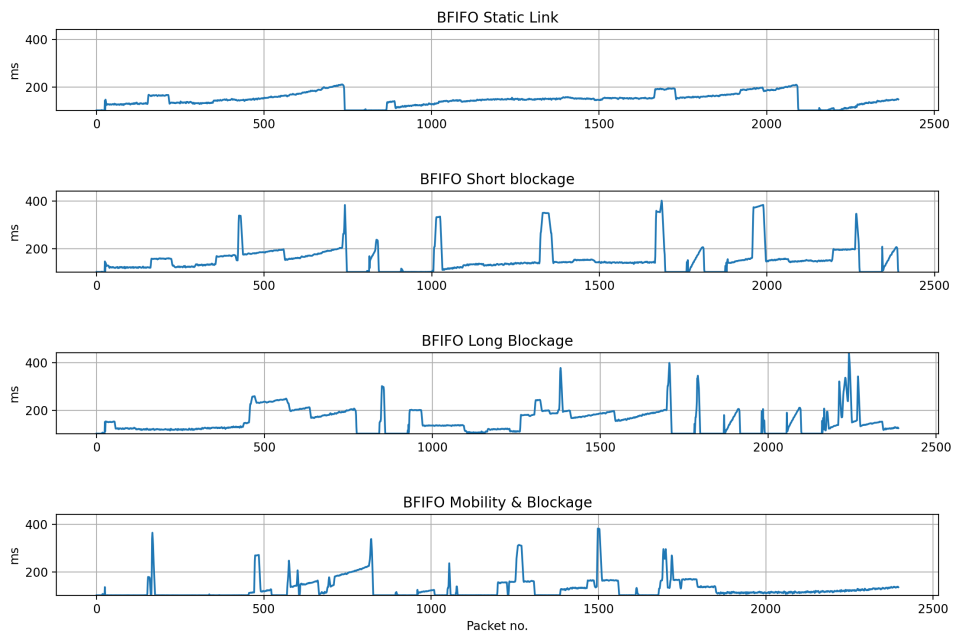 BFIFO Static Link
400
200
ms
0 500 1000 1500 2000 2500
BFIFO Short blockage
400
200
ms
0 500 1000 1500 2000 2500
BFIFO Long Blockage
400
200
ms
0 500 1000 1500 2000 2500
BFIFO Mobility & Blockage
400
200
ms
0 500 1000 1500 2000 2500
Packet no.